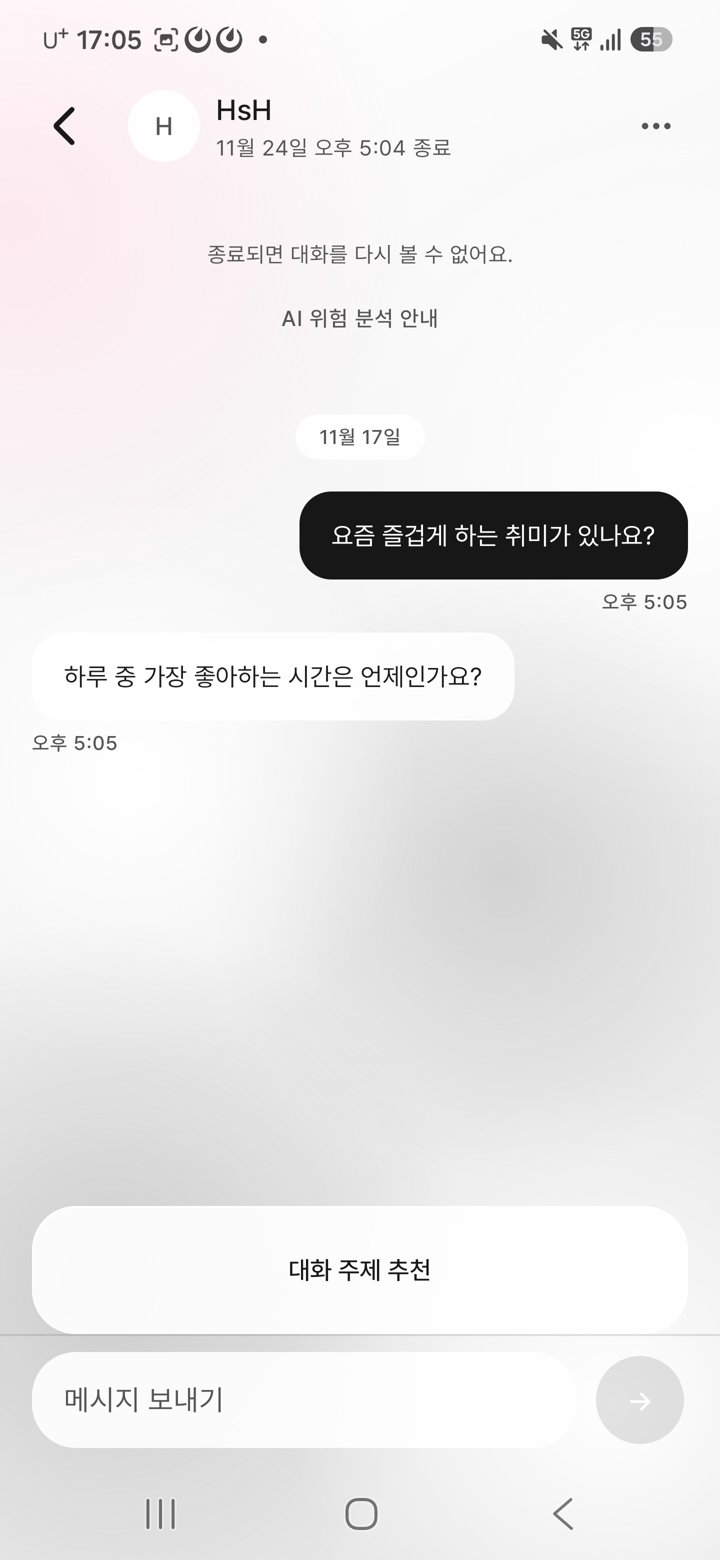 U+ 17:05 5G 55
H
HsH
11월 24일 오후 5:04 종료
종료되면 대화를 다시 볼 수 없어요.
AI 위험 분석 안내
11월 17일
요즘 즐겁게 하는 취미가 있나요?
오후 5:05
하루 중 가장 좋아하는 시간은 언제인가요?
오후 5:05
대화 주제 추천
메시지 보내기